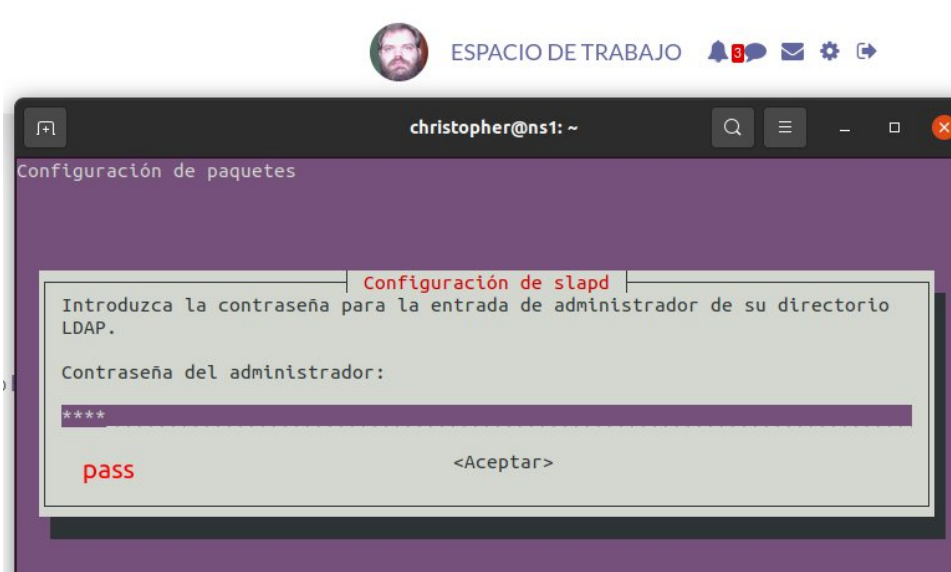 ESPACIO DE TRABAJO 3
christopher@ns1: ~
Configuración de paquetes
Configuración de slapd
Introduzca la contraseña para la entrada de administrador de su directorio
LDAP.
Contraseña del administrador:
****
<Aceptar>
pass